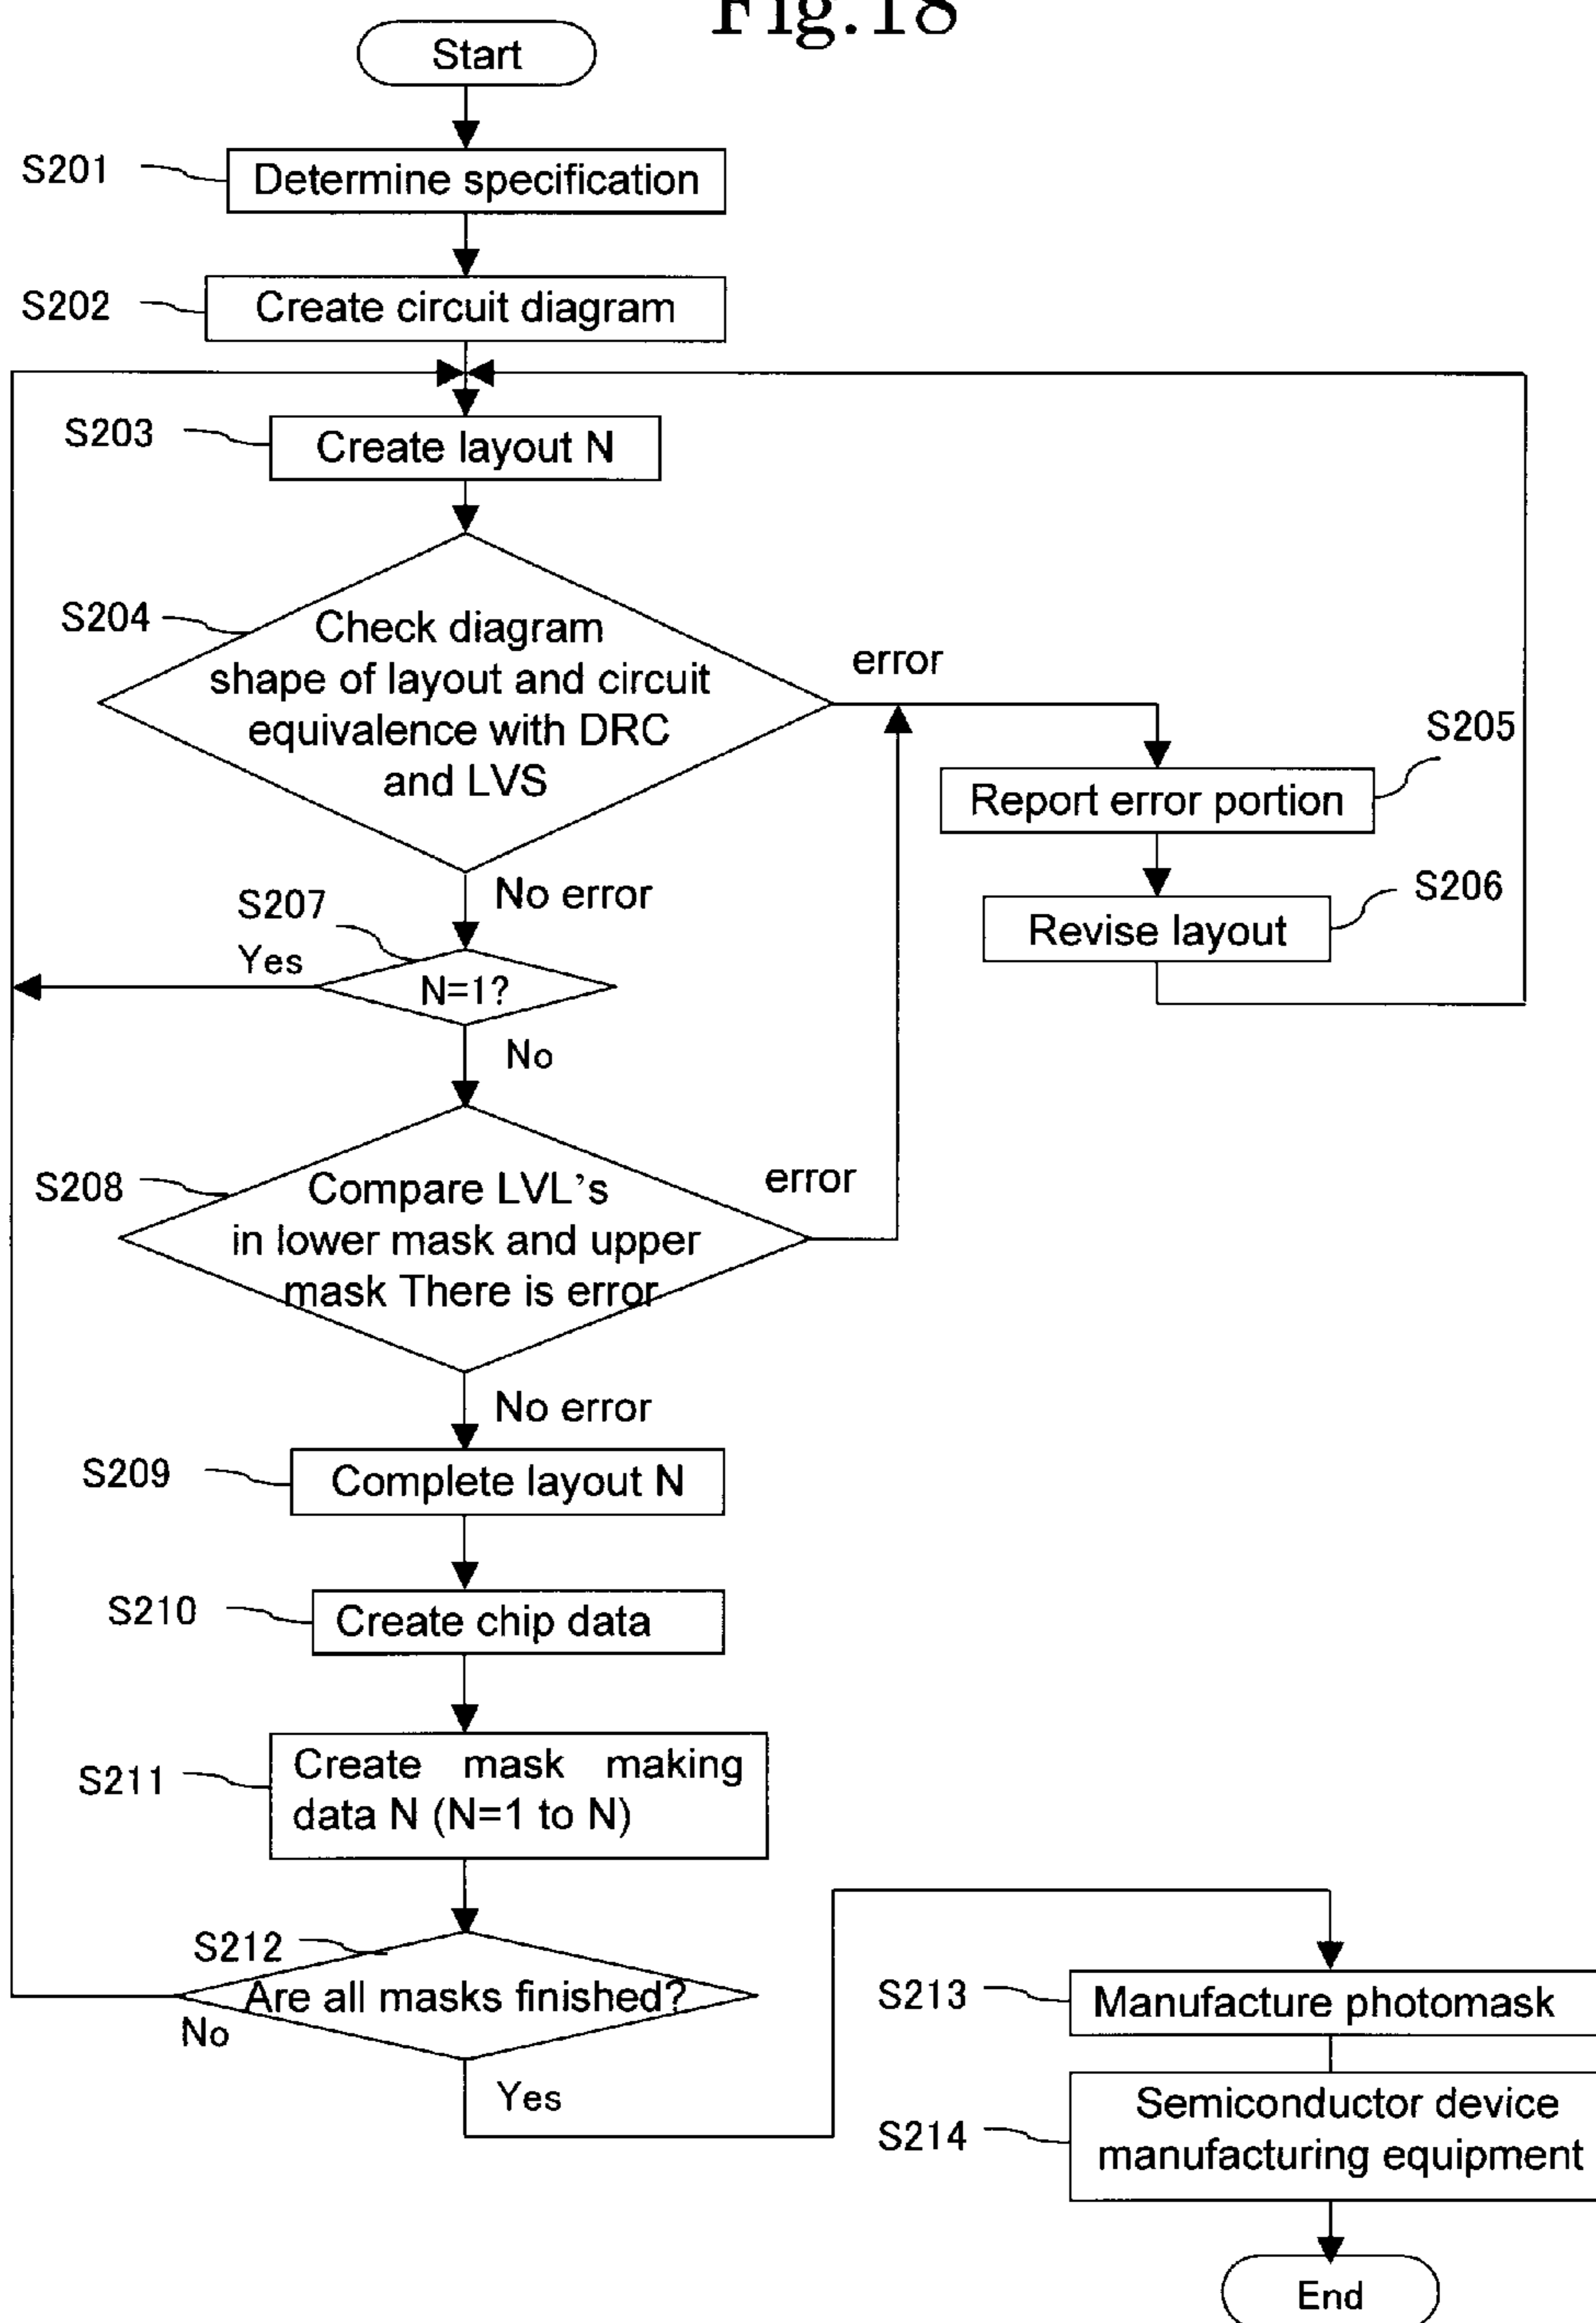 Fig.18
Start
S201
Determine specification
S202
Create circuit diagram
S203
Create layout N
S204
Check diagram
shape of layout and circuit
equivalence with DRC
and LVS
error
S205
Report error portion
S206
Revise layout
No error
S207
Yes
N=1?
No
S208
Compare LVL's
in lower mask and upper
mask There is error
error
No error
S209
Complete layout N
S210
Create chip data
S211
Create mask making
data N (N=1 to N)
S212
Are all masks finished?
No
Yes
S213
Manufacture photomask
S214
Semiconductor device
manufacturing equipment
End